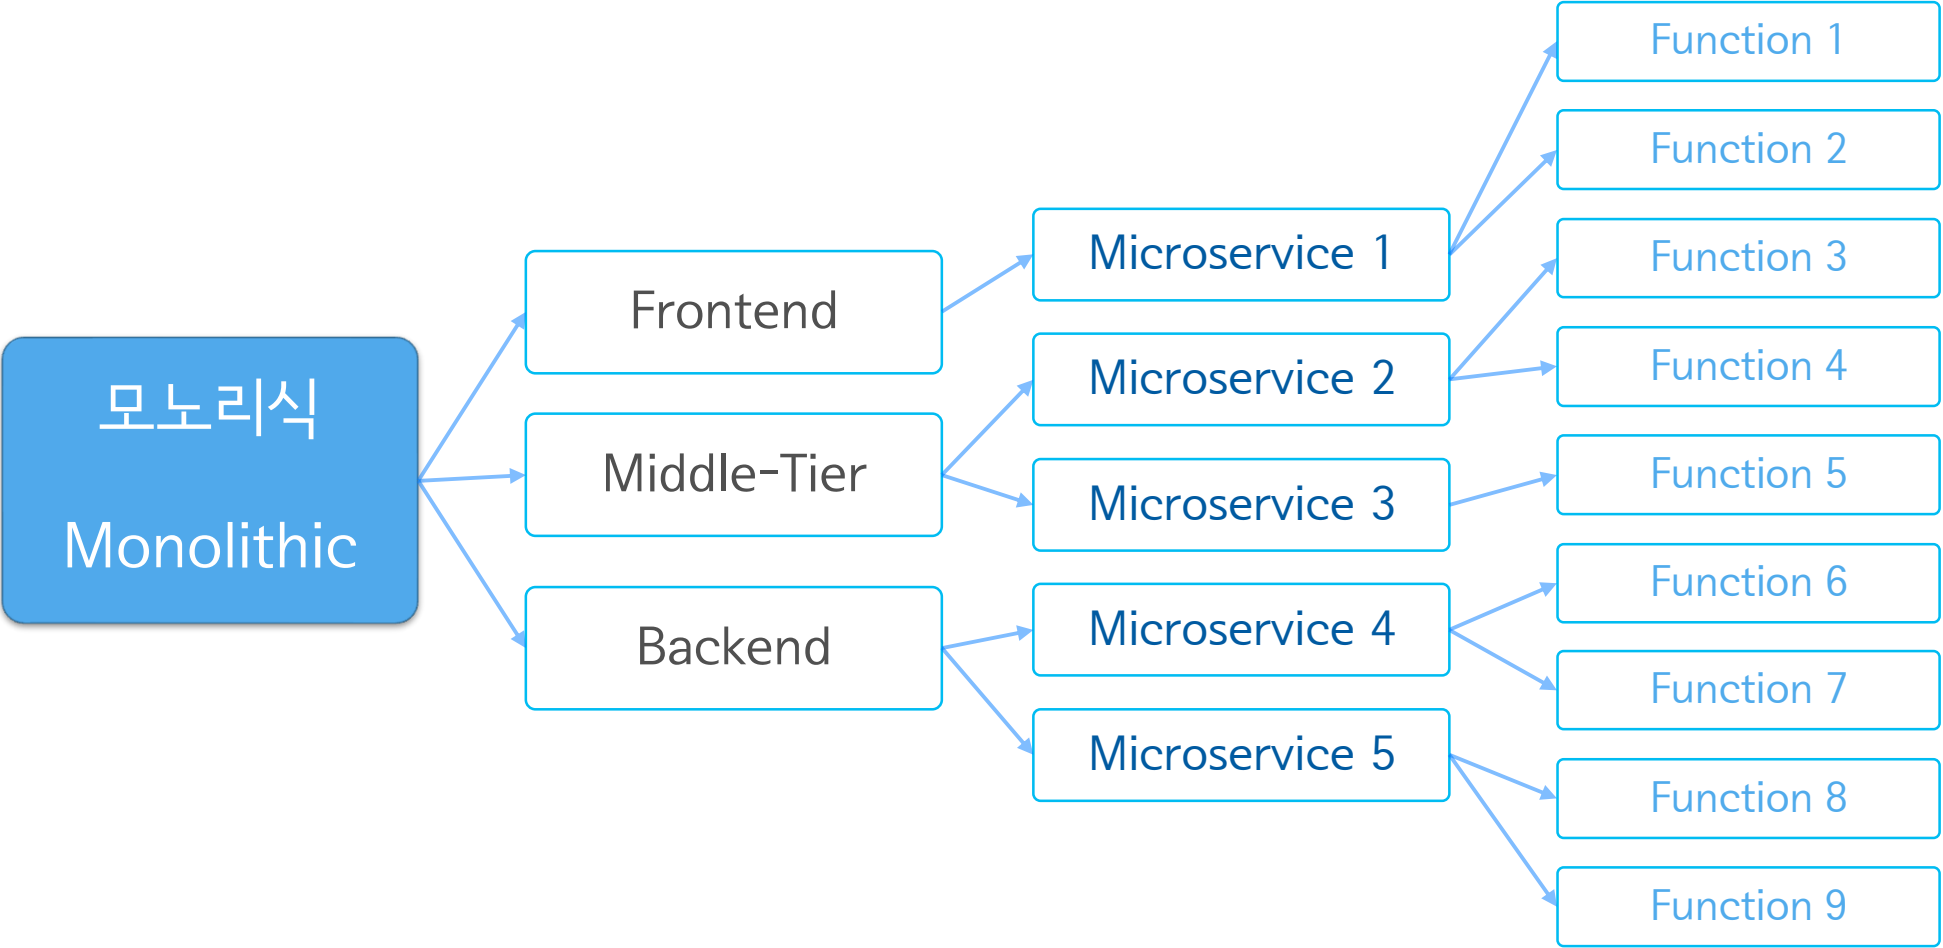 모노리식
Monolithic
Frontend
Middle-Tier
Backend
Microservice 1
Microservice 2
Microservice 3
Microservice 4
Microservice 5
Function 1
Function 2
Function 3
Function 4
Function 5
Function 6
Function 7
Function 8
Function 9